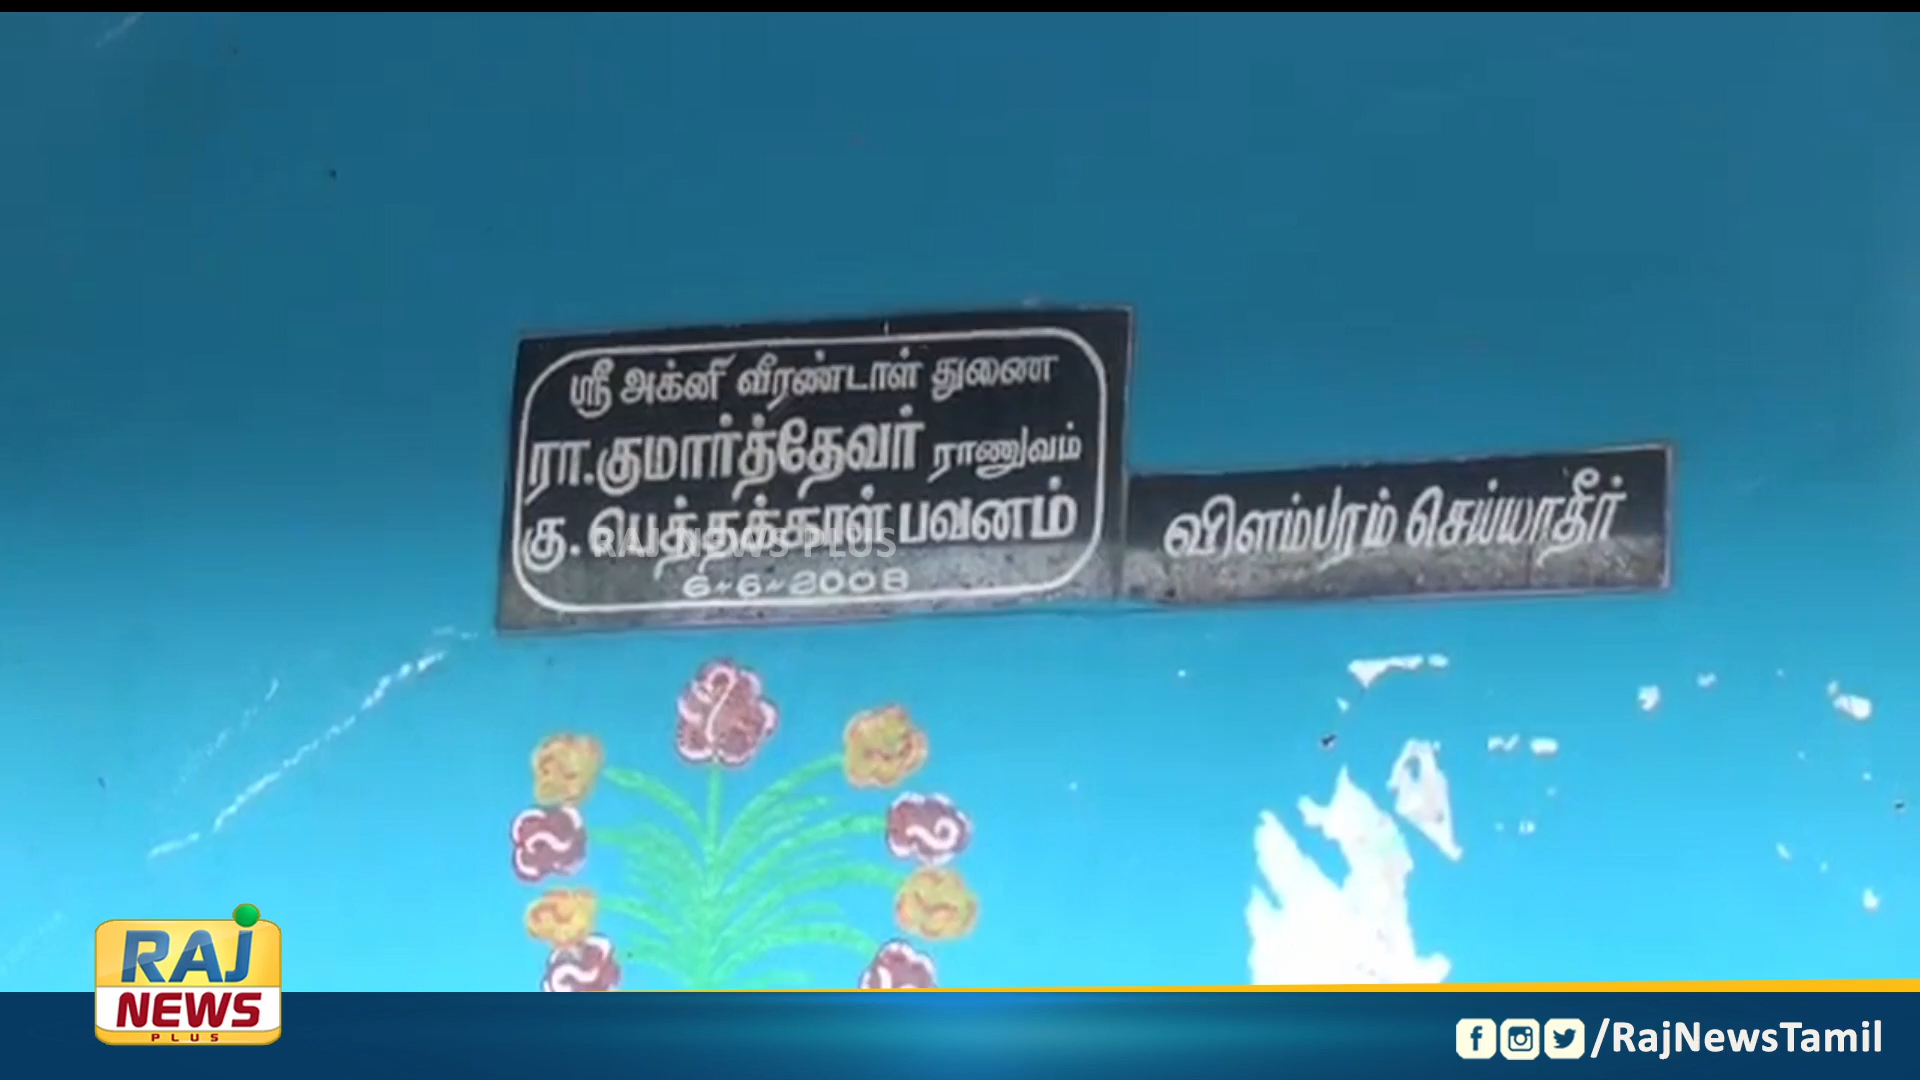 ஸ்ரீ அக்னி வீரண்டாள் துணை
ரா.குமார்த்தேவர் ராணுவம்
கு. பெத்தக்காள் பவனம்
6-6-2008
விளம்பரம் செய்யாதீர்
RAJ NEWS PLUS
RAJ
NEWS
PLUS
/RajNewsTamil